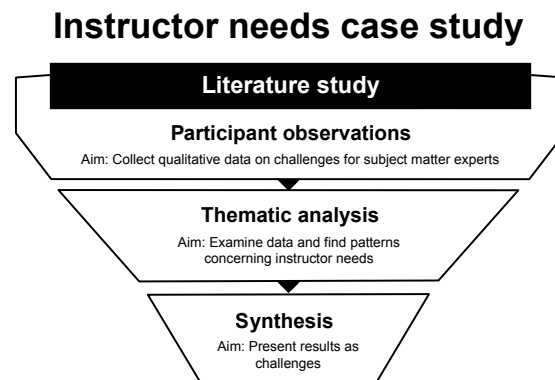 Instructor needs case study
Literature study
Participant observations
Aim: Collect qualitative data on challenges for subject matter experts
Thematic analysis
Aim: Examine data and find patterns
concerning instructor needs
Synthesis
Aim: Present results as
challenges